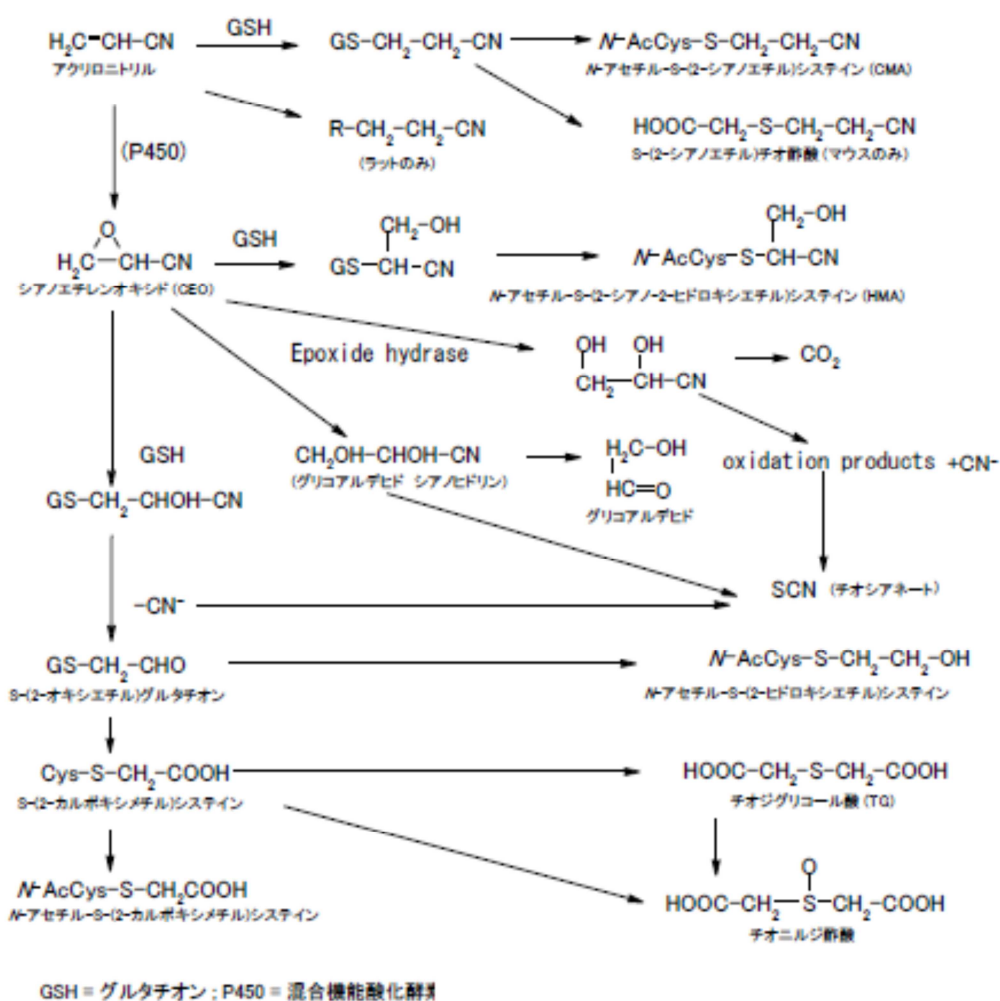 H2C=CH-CN GSH GS-CH2-CH2-CN N-AcCys-S-CH2-CH2-CN
アクリロニトリル N-アセチル-S-(2-シアノエチル)システイン(CMA)
(P450) R-CH2-CH2-CN HOOC-CH2-S-CH2-CH2-CN
(ラットのみ) S-(2-シアノエチル)チオ酢酸(マウスのみ)
O CH2-OH CH2-OH
H2C CH-CN GSH GS-CH-CN N-AcCys-S-CH-CN
シアノエチレンオキシド(CEO) N-アセチル-S-(2-シアノ-2-ヒドロキシエチル)システイン(HMA)
Epoxide hydrase OH OH
CH2-CH-CN CO2
GSH CH2OH-CHOH-CN H2C-OH oxidation products +CN-
(グリコアルデヒド シアノヒドリン) HC=O
グリコアルデヒド
GS-CH2-CHOH-CN
-CN- SCN (チオシアネート)
GS-CH2-CHO N-AcCys-S-CH2-CH2-OH
S-(2-オキシエチル)グルタチオン N-アセチル-S-(2-ヒドロキシエチル)システイン
Cys-S-CH2-COOH HOOC-CH2-S-CH2-COOH
S-(2-カルボキシメチル)システイン チオジグリコール酸(TG)
O
N-AcCys-S-CH2COOH HOOC-CH2-S-CH2-COOH
N-アセチル-S-(2-カルボキシメチル)システイン チオニルジ酢酸
GSH = グルタチオン ; P450 = 混合機能酸化酵